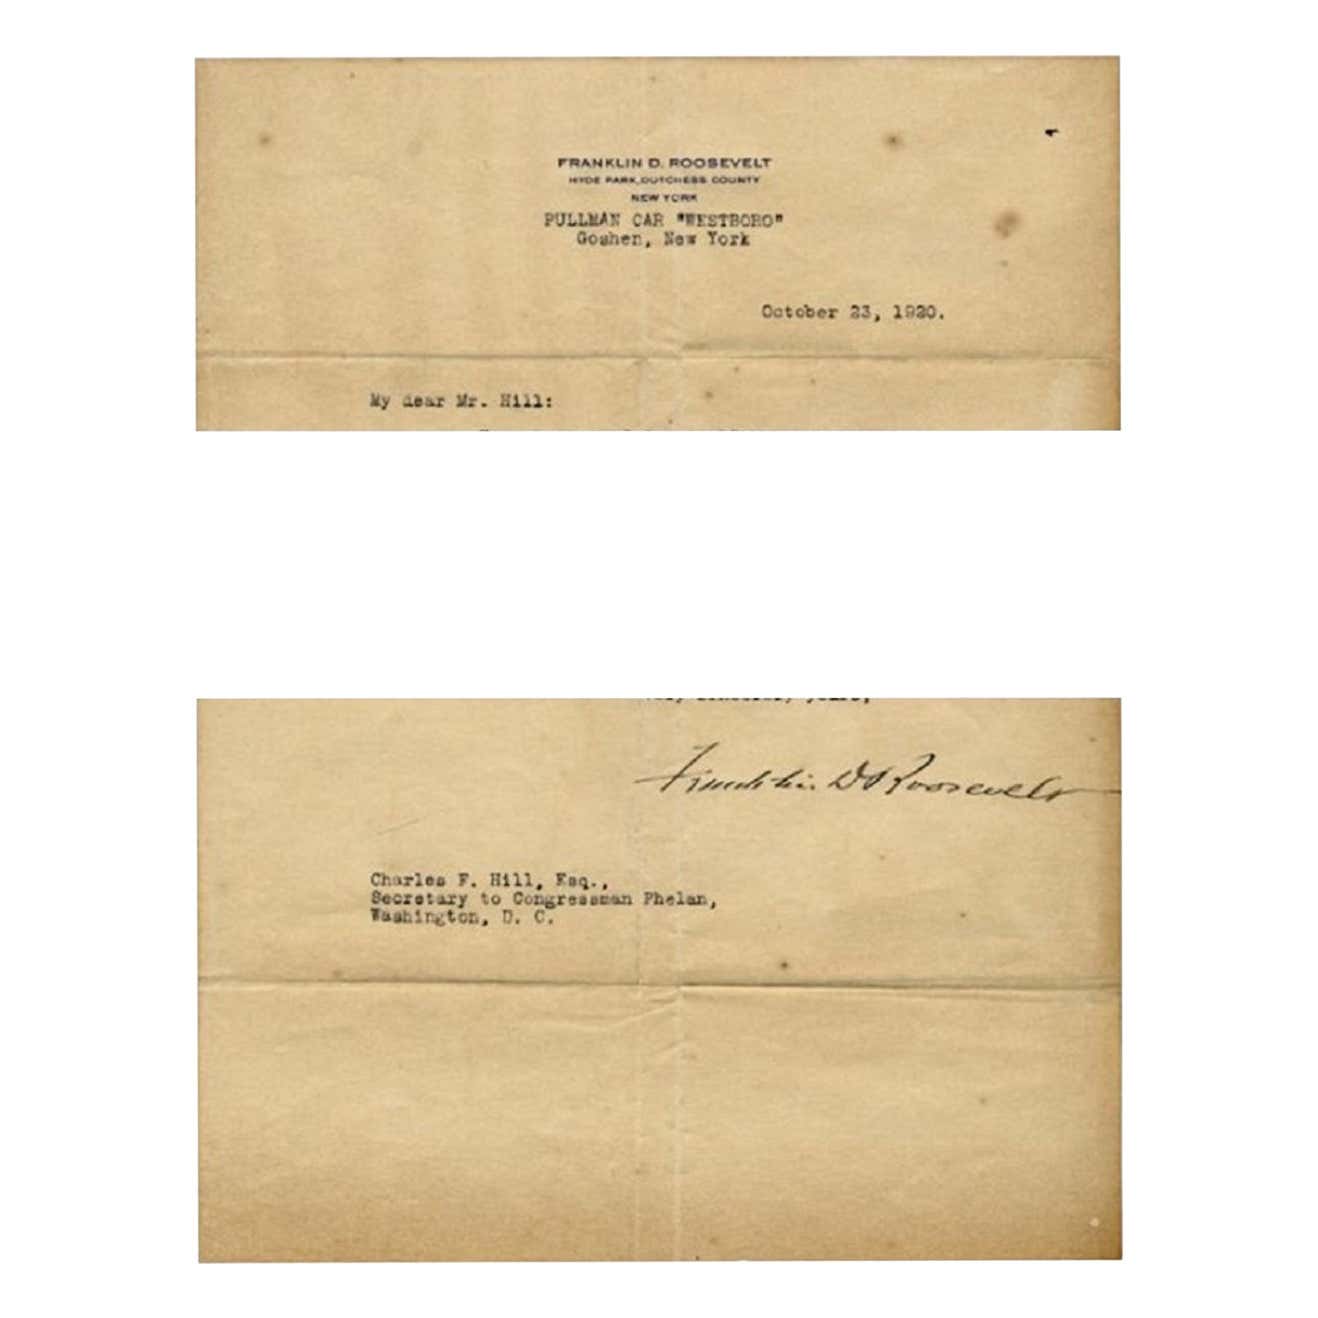 FRANKLIN D. ROOSEVELT
HYDE PARK, DUTCHESS COUNTY
NEW YORK
PULLMAN CAR "WESTBORO"
Goshen, New York
October 23, 1920.
My dear Mr. Hill:
yours,
Franklin D Roosevelt
Charles F. Hill, Esq.,
Secretary to Congressman Phelan,
Washington, D. C.